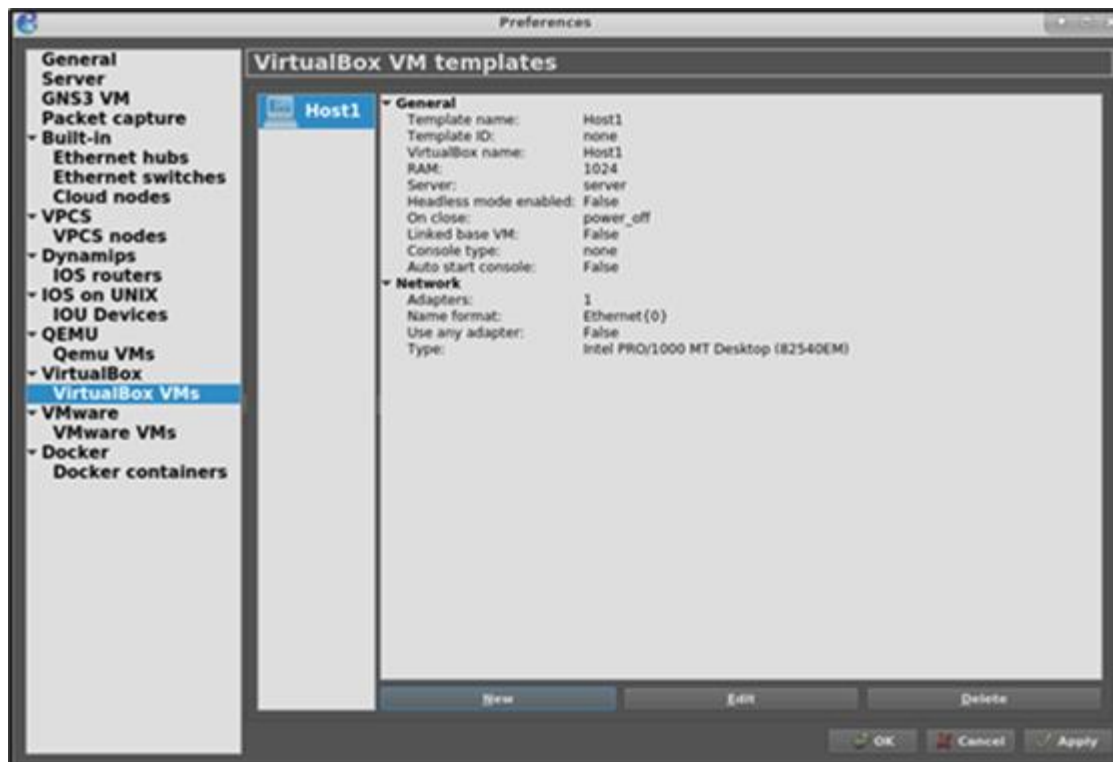 Preferences
General
Server
GNS3 VM
Packet capture
Built-in
Ethernet hubs
Ethernet switches
Cloud nodes
VPCS
VPCS nodes
Dynamips
IOS routers
IOS on UNIX
IOU Devices
QEMU
Qemu VMs
VirtualBox
VirtualBox VMs
VMware
VMware VMs
Docker
Docker containers
VirtualBox VM templates
Host1
General
Template name: Host1
Template ID: none
VirtualBox name: Host1
RAM: 1024
Server: server
Headless mode enabled: False
On close: power_off
Linked base VM: False
Console type: none
Auto start console: False
Network
Adapters: 1
Name format: Ethernet{0}
Use any adapter: False
Type: Intel PRO/1000 MT Desktop (82540EM)
New Edit Delete
OK Cancel Apply